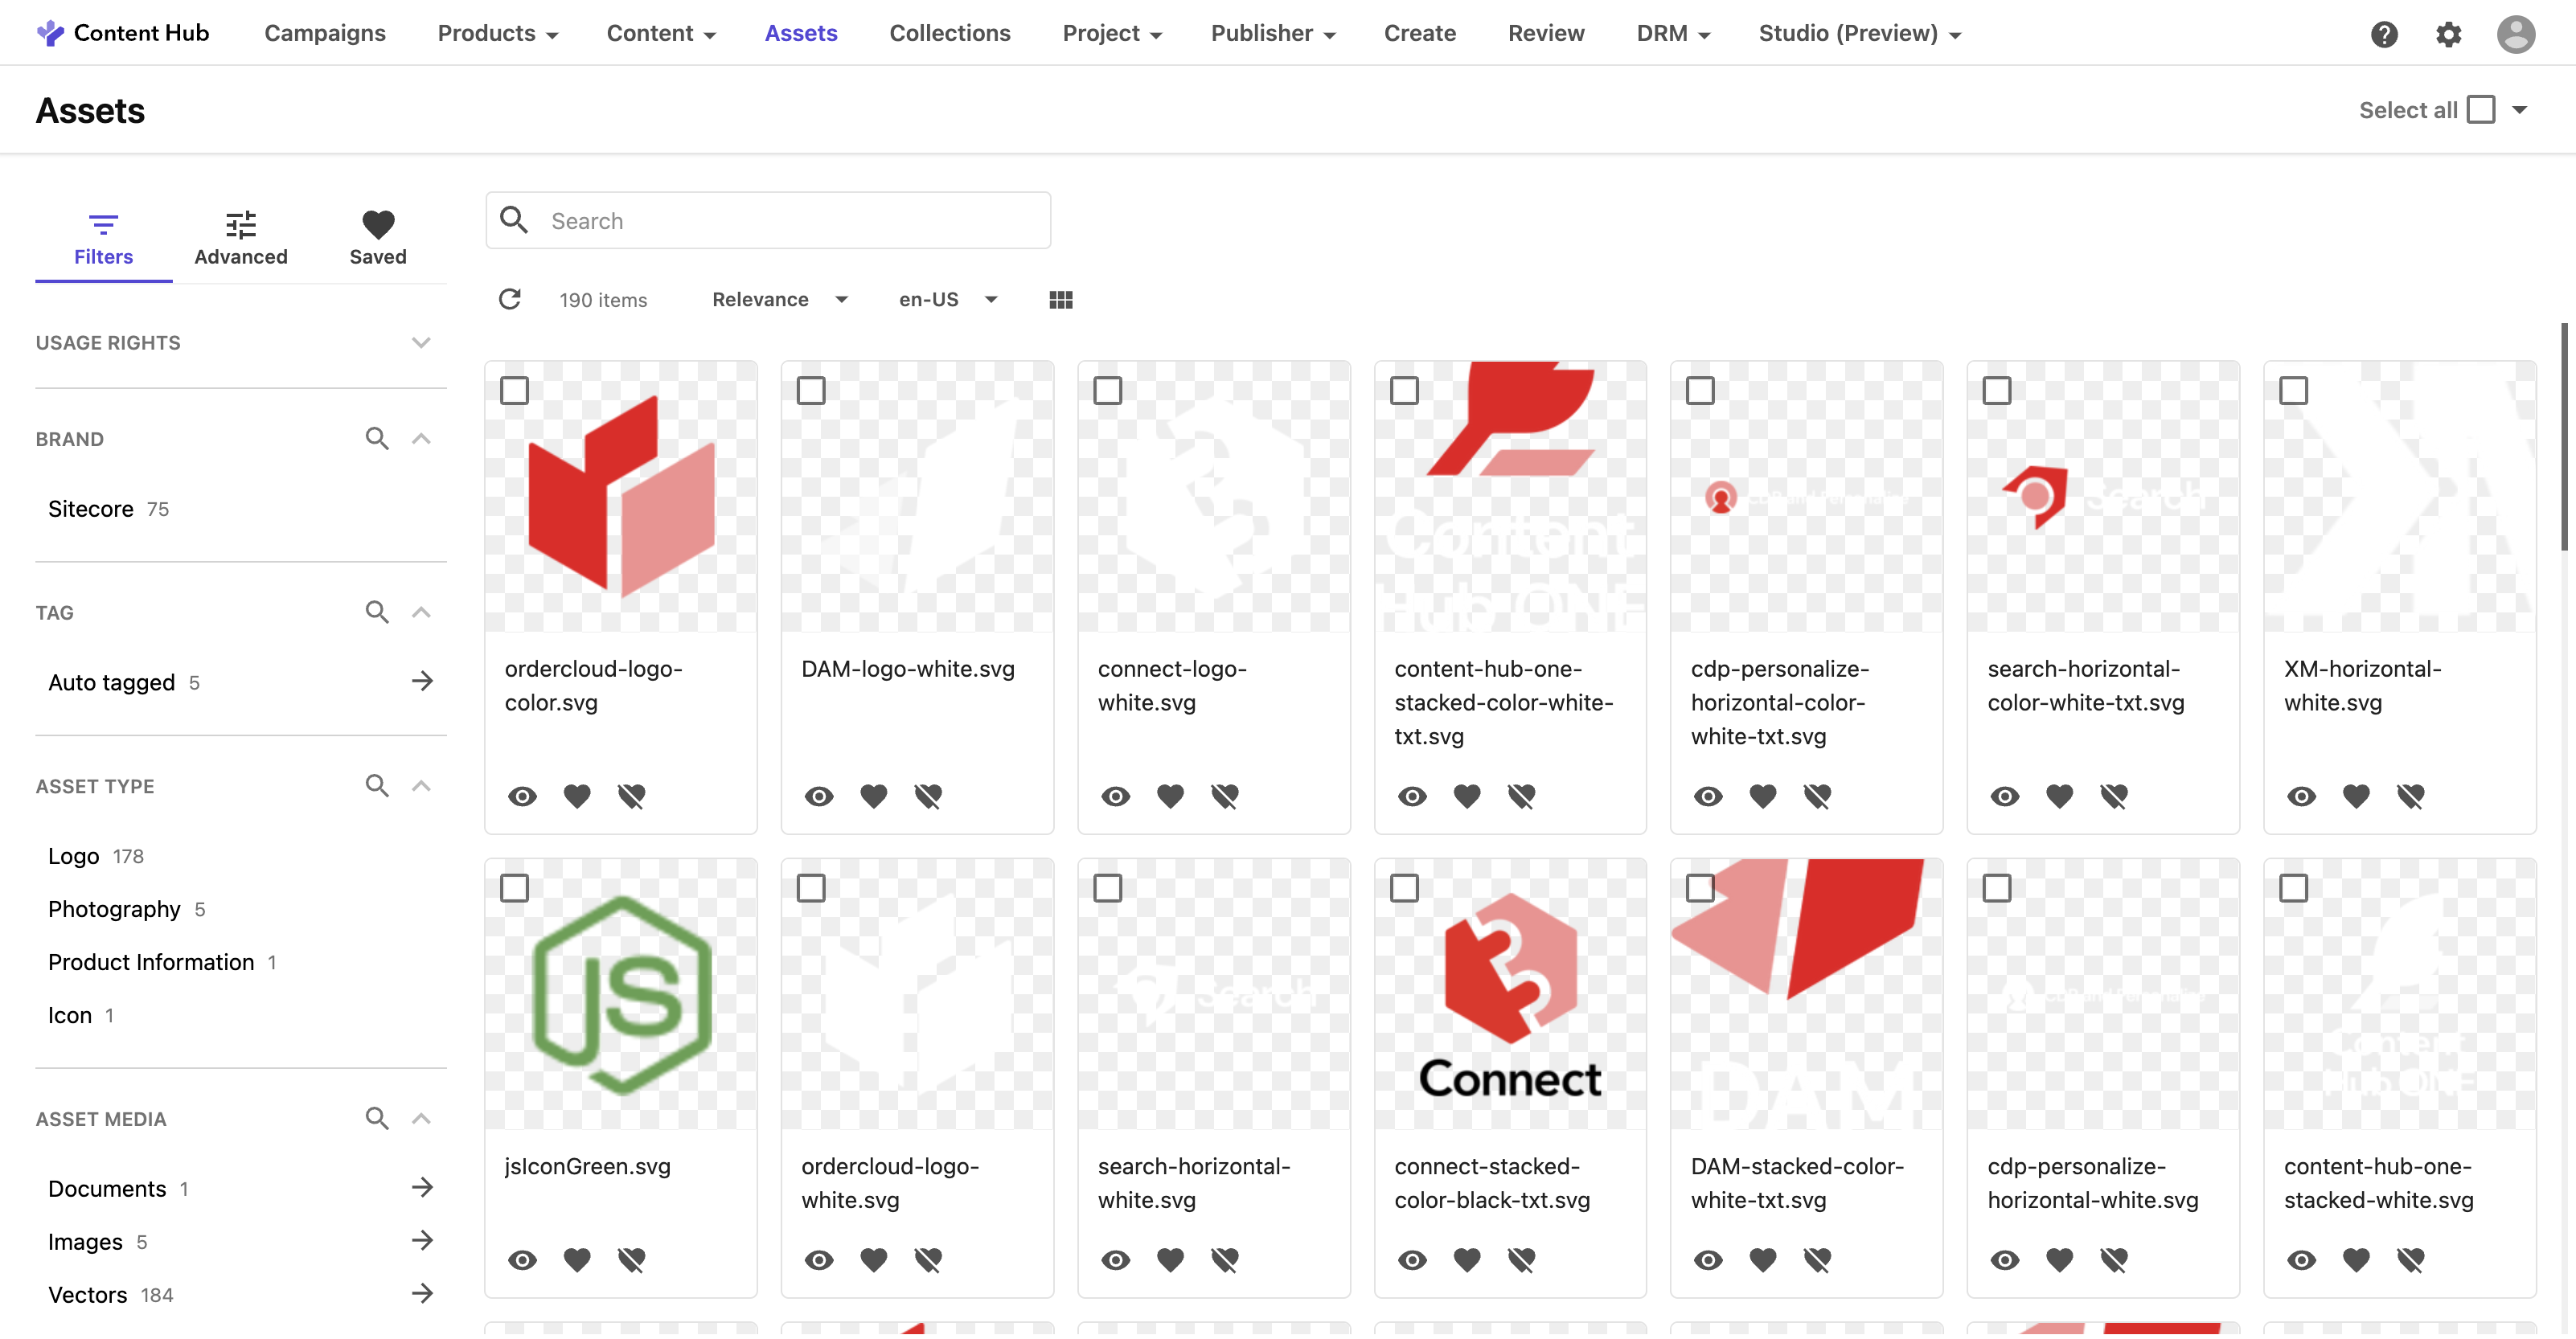 Content Hub
Campaigns
Products
Content
Assets
Collections
Project
Publisher
Create
Review
DRM
Studio (Preview)
Assets
Select all
Filters
Advanced
Saved
Search
190 items
Relevance
en-US
USAGE RIGHTS
BRAND
Sitecore 75
TAG
Auto tagged 5
ASSET TYPE
Logo 178
Photography 5
Product Information 1
Icon 1
ASSET MEDIA
Documents 1
Images 5
Vectors 184
Content
Hub ONE
CDP and Personalize
Search
ordercloud-logo-
color.svg
DAM-logo-white.svg
connect-logo-
white.svg
content-hub-one-
stacked-color-white-
txt.svg
cdp-personalize-
horizontal-color-
white-txt.svg
search-horizontal-
color-white-txt.svg
XM-horizontal-
white.svg
JS
Search
Connect
DAM
CDP and Personalize
Content
Hub ONE
jsIconGreen.svg
ordercloud-logo-
white.svg
search-horizontal-
white.svg
connect-stacked-
color-black-txt.svg
DAM-stacked-color-
white-txt.svg
cdp-personalize-
horizontal-white.svg
content-hub-one-
stacked-white.svg